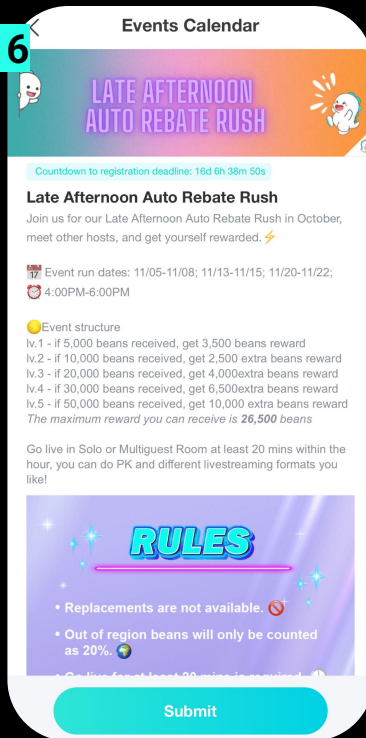 6
Events Calendar
LATE AFTERNOON
AUTO REBATE RUSH
Countdown to registration deadline: 16d 6h 38m 50s
Late Afternoon Auto Rebate Rush
Join us for our Late Afternoon Auto Rebate Rush in October,
meet other hosts, and get yourself rewarded.⚡
📅 Event run dates: 11/05-11/08; 11/13-11/15; 11/20-11/22;
⏰ 4:00PM-6:00PM
🟡Event structure
lv.1 - if 5,000 beans received, get 3,500 beans reward
lv.2 - if 10,000 beans received, get 2,500 extra beans reward
lv.3 - if 20,000 beans received, get 4,000extra beans reward
lv.4 - if 30,000 beans received, get 6,500extra beans reward
lv.5 - if 50,000 beans received, get 10,000 extra beans reward
The maximum reward you can receive is 26,500 beans
Go live in Solo or Multiguest Room at least 20 mins within the
hour, you can do PK and different livestreaming formats you
like!
RULES
• Replacements are not available. 🚫
• Out of region beans will only be counted
as 20%. 🌍
• Go live for at least 20 mins is required.
Submit